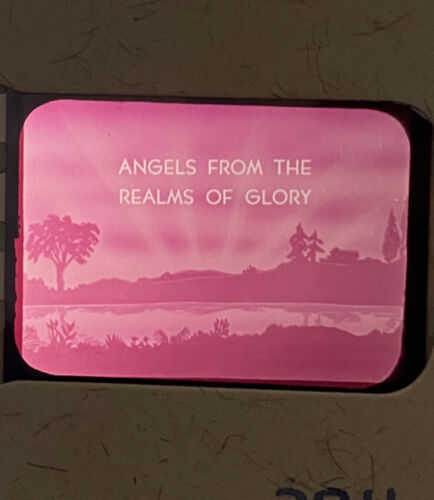 ANGELS FROM THE
REALMS OF GLORY